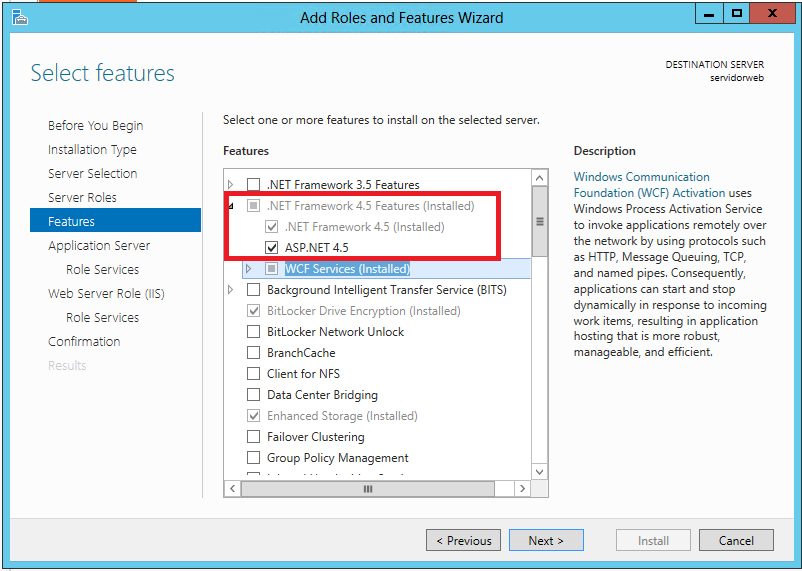 Add Roles and Features Wizard
Select features
DESTINATION SERVER
servidorweb
Before You Begin
Installation Type
Server Selection
Server Roles
Features
Application Server
Role Services
Web Server Role (IIS)
Role Services
Confirmation
Results
Select one or more features to install on the selected server.
Features
.NET Framework 3.5 Features
.NET Framework 4.5 Features (Installed)
.NET Framework 4.5 (Installed)
ASP.NET 4.5
WCF Services (Installed)
Background Intelligent Transfer Service (BITS)
BitLocker Drive Encryption (Installed)
BitLocker Network Unlock
BranchCache
Client for NFS
Data Center Bridging
Enhanced Storage (Installed)
Failover Clustering
Group Policy Management
Description
Windows Communication
Foundation (WCF) Activation uses
Windows Process Activation Service
to invoke applications remotely over
the network by using protocols such
as HTTP, Message Queuing, TCP,
and named pipes. Consequently,
applications can start and stop
dynamically in response to incoming
work items, resulting in application
hosting that is more robust,
manageable, and efficient.
< Previous
Next >
Install
Cancel